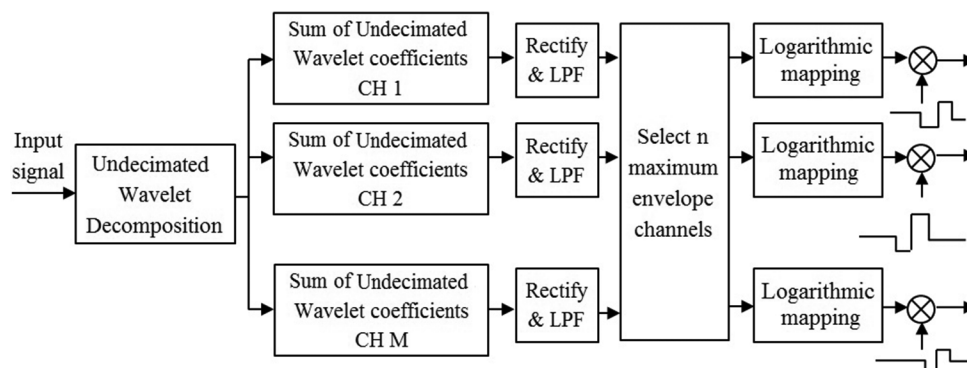 Input
signal
Undecimated
Wavelet
Decomposition
Sum of Undecimated
Wavelet coefficients
CH 1
Rectify
& LPF
Sum of Undecimated
Wavelet coefficients
CH 2
Rectify
& LPF
Sum of Undecimated
Wavelet coefficients
CH M
Rectify
& LPF
Select n
maximum
envelope
channels
Logarithmic
mapping
Logarithmic
mapping
Logarithmic
mapping